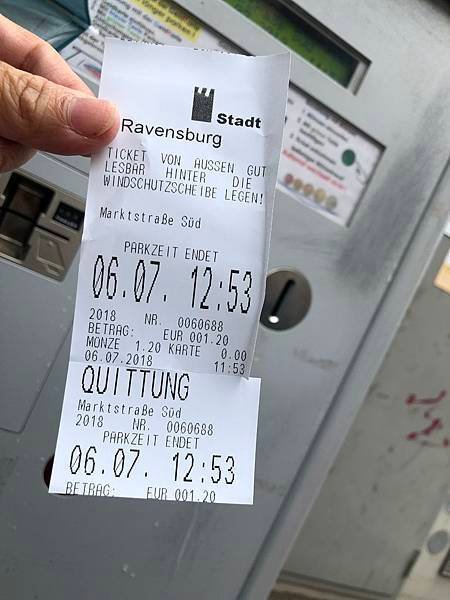 Stadt
Ravensburg
TICKET VON AUSSEN GUT
LESBAR HINTER DIE
WINDSCHUTZSCHEIBE LEGEN!
Marktstraße Süd
PARKZEIT ENDET
06.07. 12:53
2018 NR. 0060688
BETRAG: EUR 001.20
MÜNZE 1.20 KARTE 0.00
06.07.2018 11:53
QUITTUNG
Marktstraße Süd
2018 NR. 0060688
PARKZEIT ENDET
06.07. 12:53
BETRAG: EUR 001.20